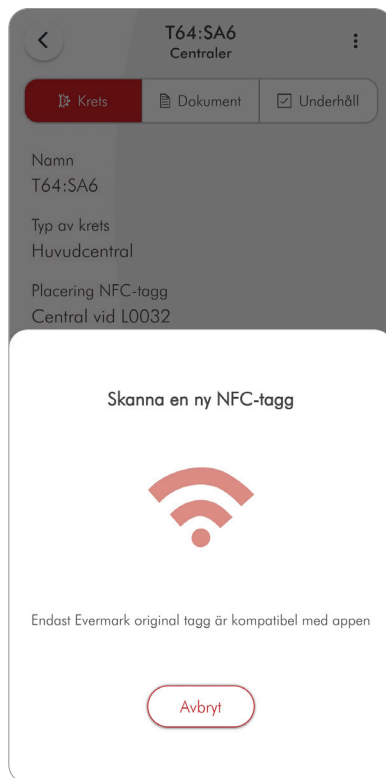 T64:SA6
Centraler
Krets Dokument Underhåll
Namn
T64:SA6
Typ av krets
Huvudcentral
Placering NFC-tagg
Central vid L0032
Skanna en ny NFC-tagg
Endast Evermark original tagg är kompatibel med appen
Avbryt